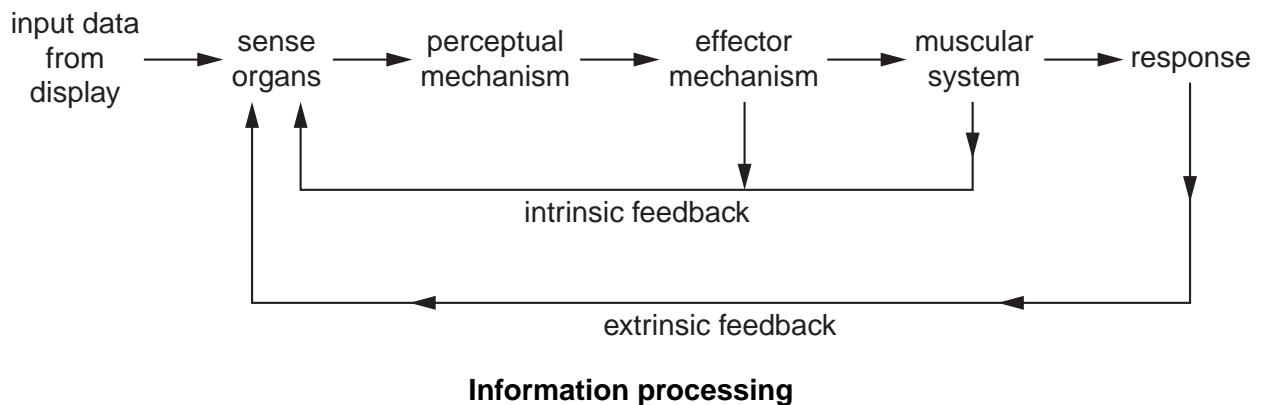 input data
from
display
sense
organs
perceptual
mechanism
effector
mechanism
muscular
system
response
intrinsic feedback
extrinsic feedback
Information processing